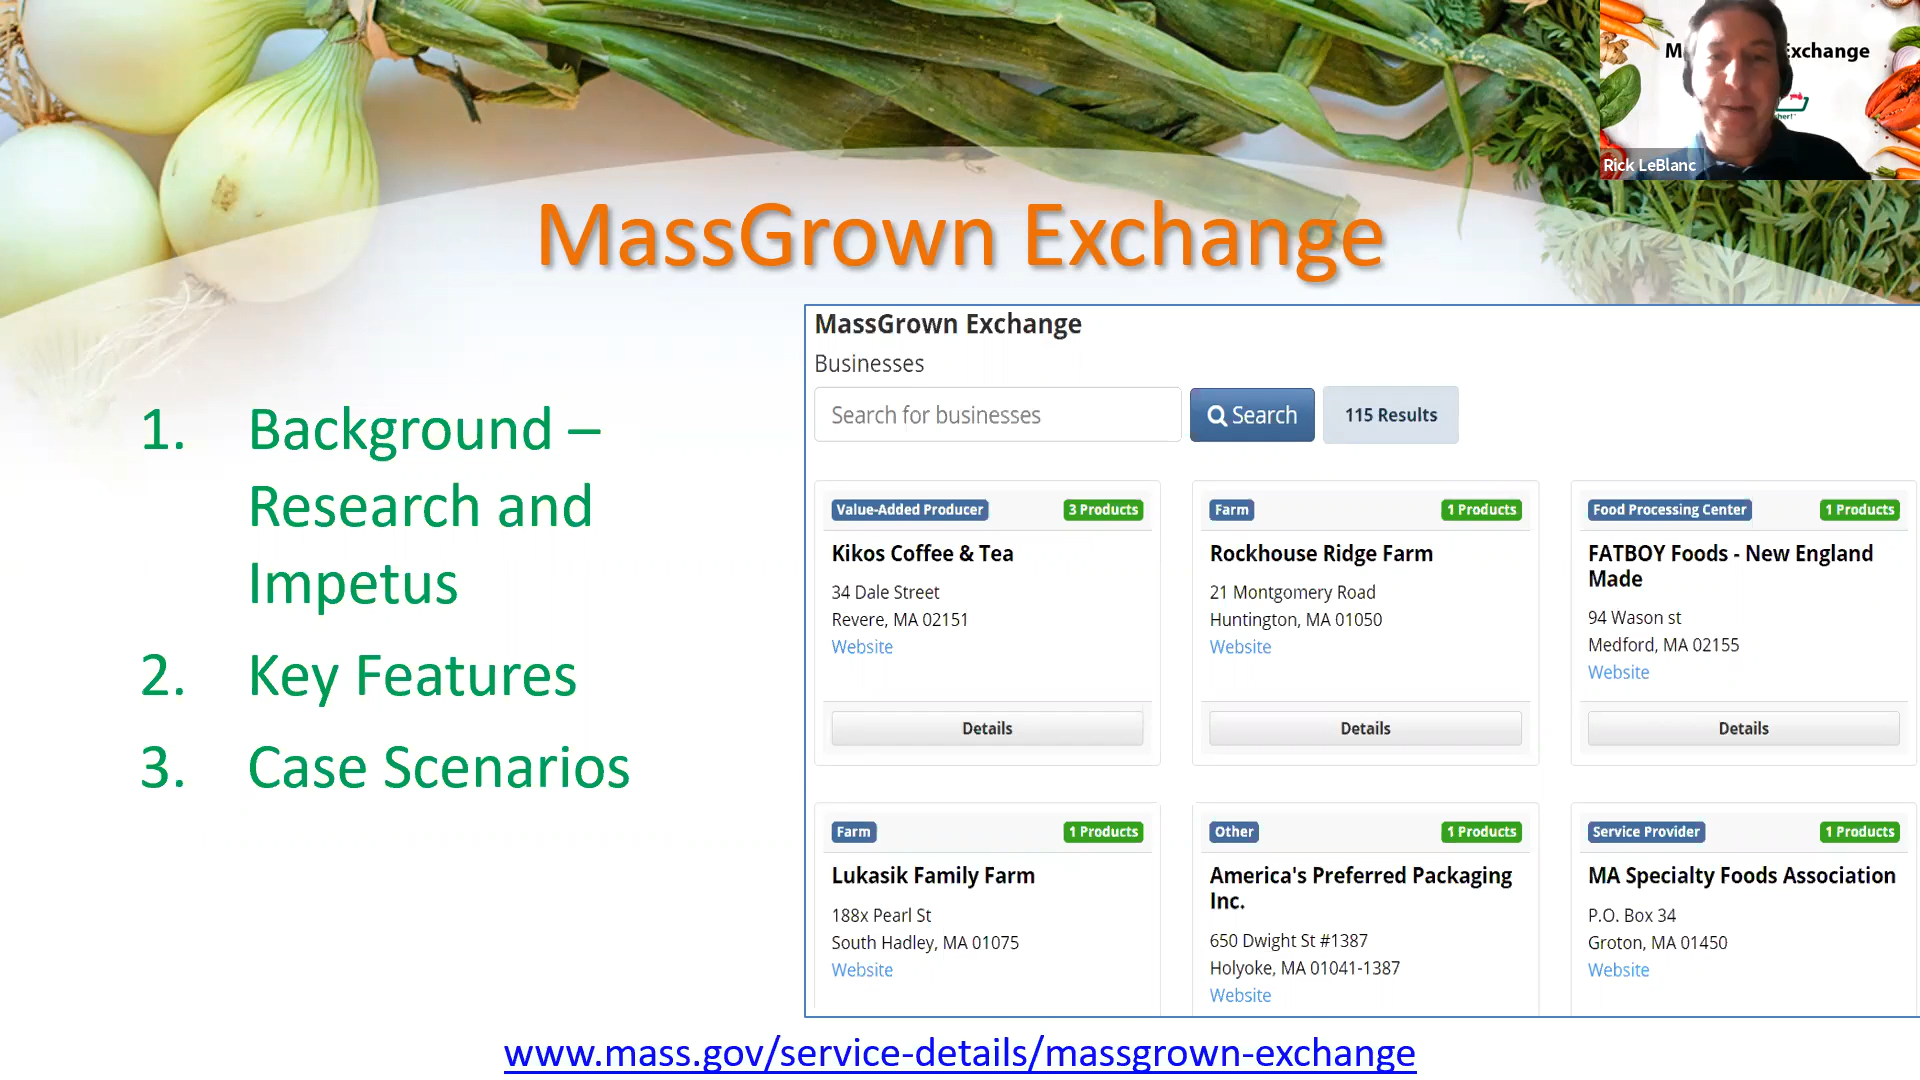 M Exchange
her!
Rick LeBlanc
MassGrown Exchange
1. Background –
Research and
Impetus
2. Key Features
3. Case Scenarios
MassGrown Exchange
Businesses
Search for businesses
Search
115 Results
Value-Added Producer
3 Products
Kikos Coffee & Tea
34 Dale Street
Revere, MA 02151
Website
Details
Farm
1 Products
Rockhouse Ridge Farm
21 Montgomery Road
Huntington, MA 01050
Website
Details
Food Processing Center
1 Products
FATBOY Foods - New England
Made
94 Wason st
Medford, MA 02155
Website
Details
Farm
1 Products
Lukasik Family Farm
188x Pearl St
South Hadley, MA 01075
Website
Other
1 Products
America's Preferred Packaging
Inc.
650 Dwight St #1387
Holyoke, MA 01041-1387
Website
Service Provider
1 Products
MA Specialty Foods Association
P.O. Box 34
Groton, MA 01450
Website
www.mass.gov/service-details/massgrown-exchange